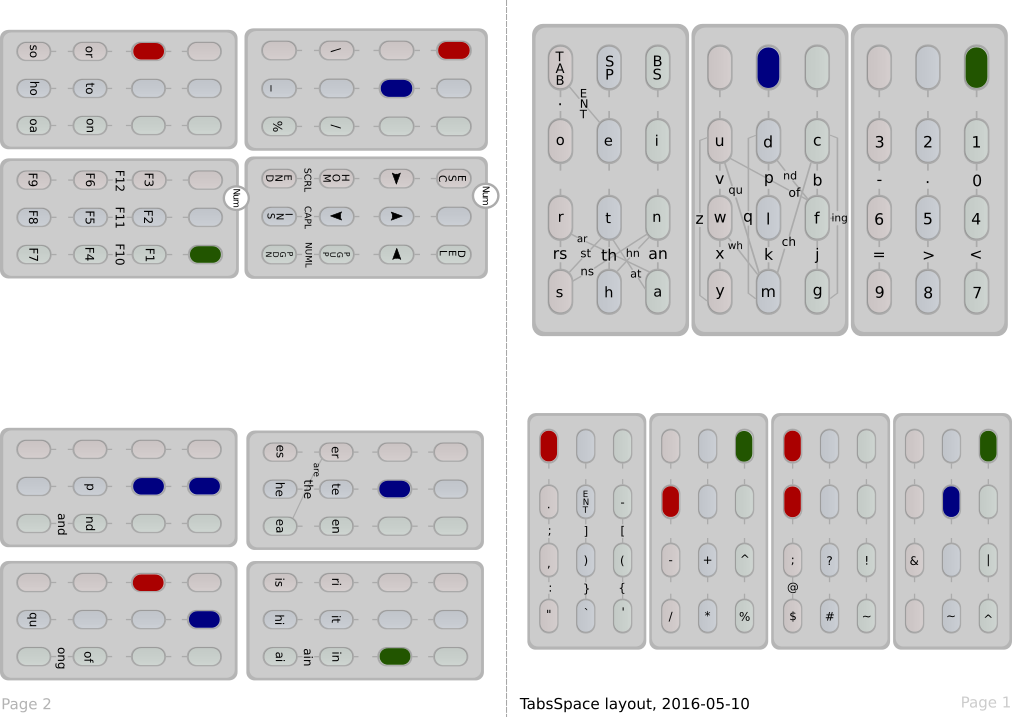 so or
ho to
oa on
\
_
% /
F9 F6 F12 F3
F8 F5 F11 F2
F7 F4 F10 F1
Num
END SCRL HOM ▲ ESC
INS CAPL ◄ ►
PGDN NUML PGUP ▼ DEL
Num
p
and nd
es er
are
he the te
ea en
qu
ong of
is ri
hi it
ai ain in
Page 2
TAB SP BS
. ENT
o e i
r t n
ar
rs st th hn an
ns at
s h a
u d c
v p nd b
qu of
z w q l f ing
wh ch
x k j
y m g
3 2 1
- . 0
6 5 4
= > <
9 8 7
. ENT -
; ] [
, ) (
: } {
" ` '
- + ^
/ * %
; ? !
@
$ # ~
& |
~ ^
TabsSpace layout, 2016-05-10
Page 1